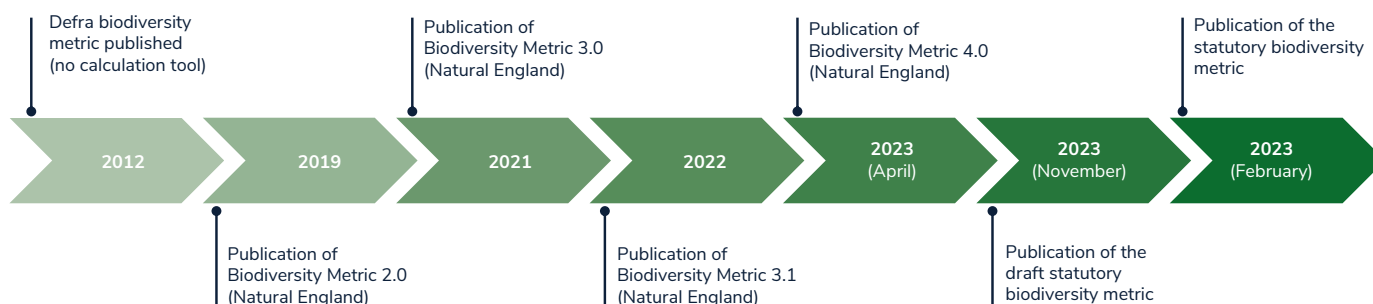 Defra biodiversity
metric published
(no calculation tool)
Publication of
Biodiversity Metric 3.0
(Natural England)
Publication of
Biodiversity Metric 4.0
(Natural England)
Publication of the
statutory biodiversity
metric
2012
2019
2021
2022
2023
(April)
2023
(November)
2023
(February)
Publication of
Biodiversity Metric 2.0
(Natural England)
Publication of
Biodiversity Metric 3.1
(Natural England)
Publication of the
draft statutory
biodiversity metric